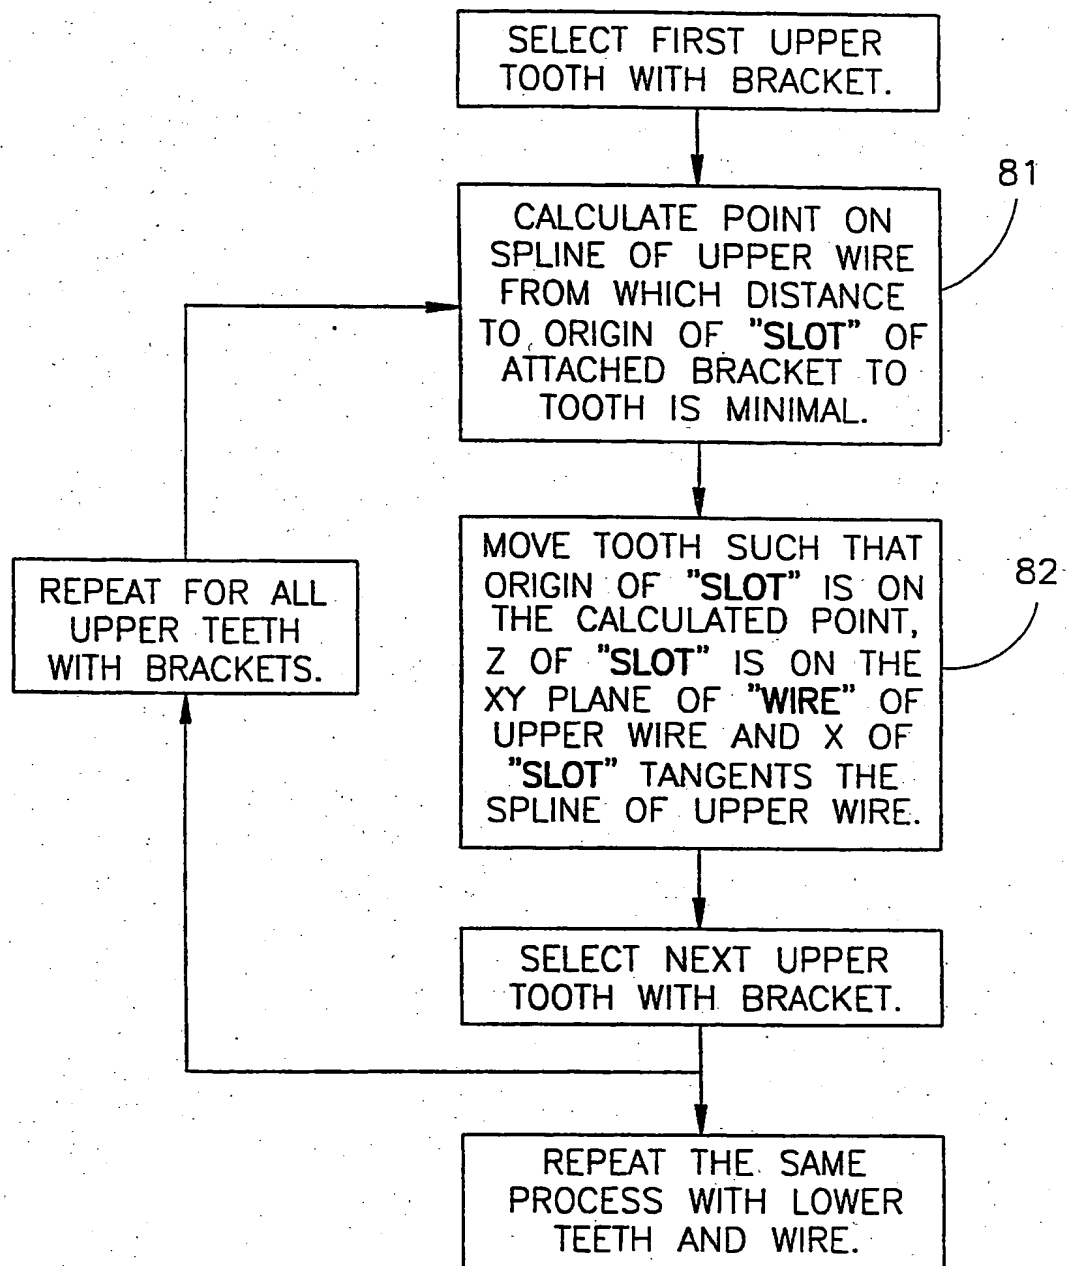 SELECT FIRST UPPER
TOOTH WITH BRACKET.
81
CALCULATE POINT ON
SPLINE OF UPPER WIRE
FROM WHICH DISTANCE
TO ORIGIN OF "SLOT" OF
ATTACHED BRACKET TO
TOOTH IS MINIMAL.
82
MOVE TOOTH SUCH THAT
ORIGIN OF "SLOT" IS ON
THE CALCULATED POINT,
Z OF "SLOT" IS ON THE
XY PLANE OF "WIRE" OF
UPPER WIRE AND X OF
"SLOT" TANGENTS THE
SPLINE OF UPPER WIRE.
REPEAT FOR ALL
UPPER TEETH
WITH BRACKETS.
SELECT NEXT UPPER
TOOTH WITH BRACKET.
REPEAT THE SAME
PROCESS WITH LOWER
TEETH AND WIRE.